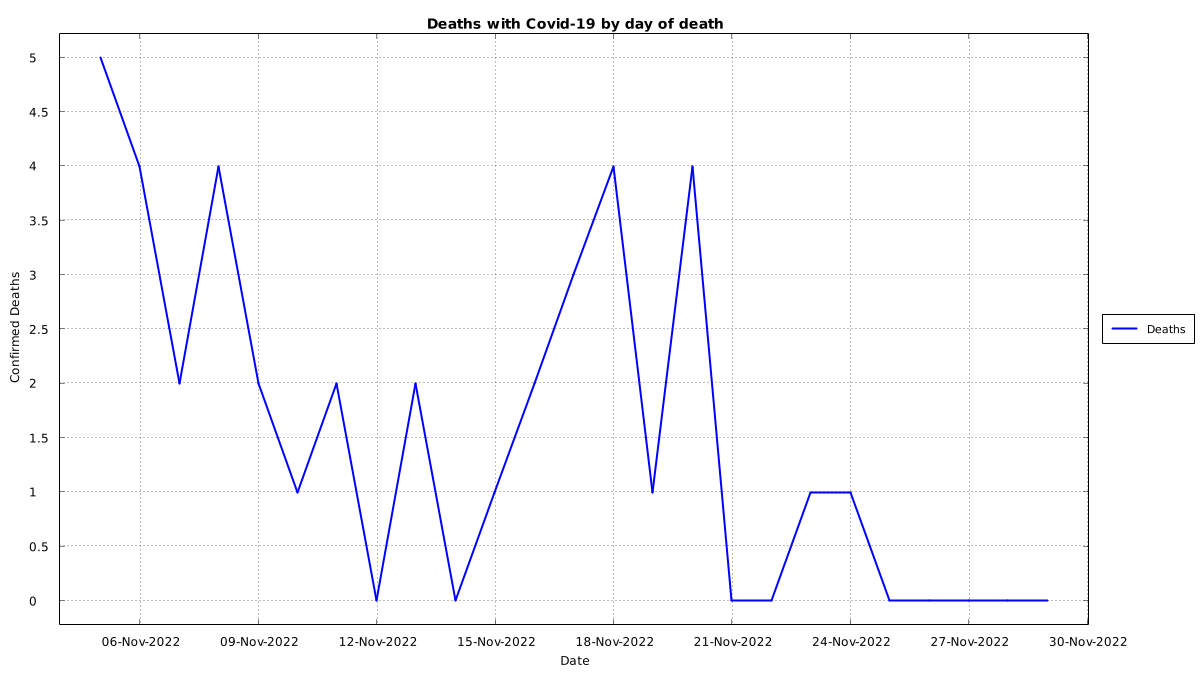 Deaths with Covid-19 by day of death
5
4.5
4
3.5
3
2.5
2
1.5
1
0.5
0
Confirmed Deaths
06-Nov-2022 09-Nov-2022 12-Nov-2022 15-Nov-2022 18-Nov-2022 21-Nov-2022 24-Nov-2022 27-Nov-2022 30-Nov-2022
Date
Deaths